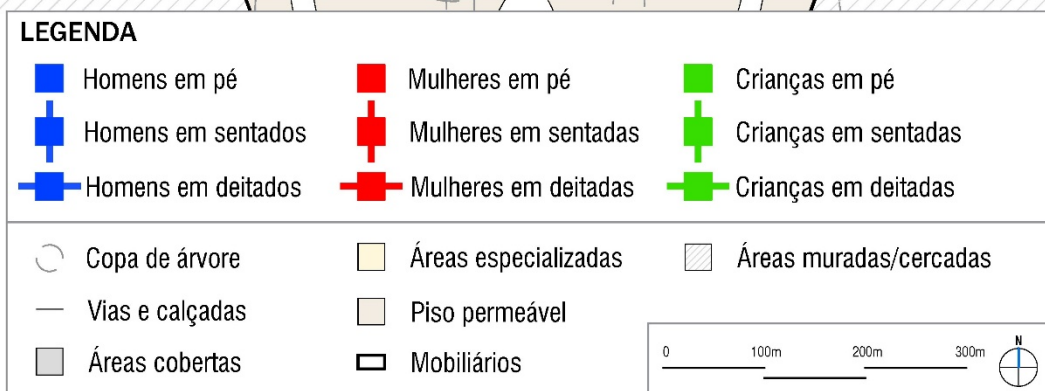 LEGENDA
Homens em pé
Mulheres em pé
Crianças em pé
Homens em sentados
Mulheres em sentadas
Crianças em sentadas
Homens em deitados
Mulheres em deitadas
Crianças em deitadas
Copa de árvore
Áreas especializadas
Áreas muradas/cercadas
Vias e calçadas
Piso permeável
Áreas cobertas
Mobiliários
0 100m 200m 300m
N